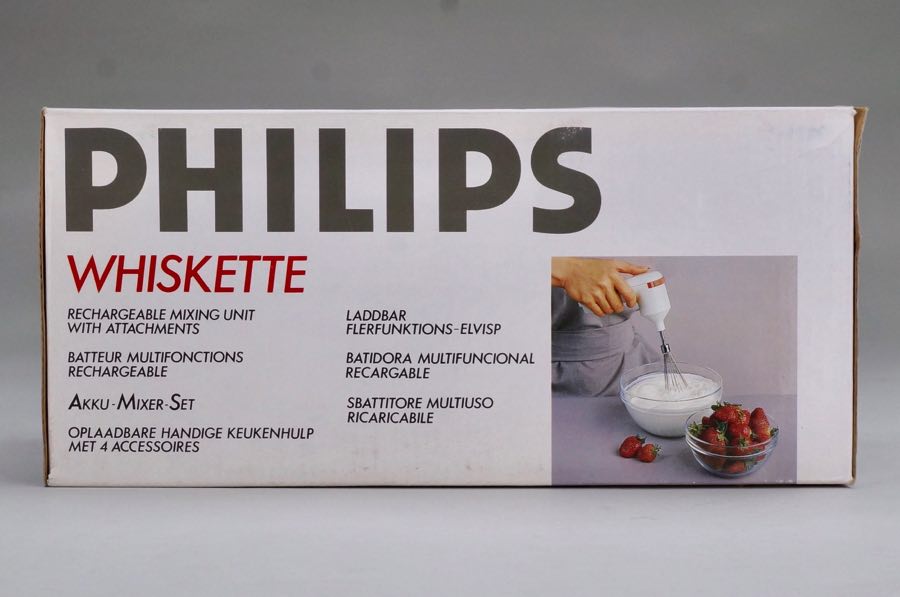 PHILIPS
WHISKETTE
RECHARGEABLE MIXING UNIT
WITH ATTACHMENTS
BATTEUR MULTIFONCTIONS
RECHARGEABLE
AKKU-MIXER-SET
OPLAADBARE HANDIGE KEUKENHULP
MET 4 ACCESSOIRES
LADDBAR
FLERFUNKTIONS-ELVISP
BATIDORA MULTIFUNCIONAL
RECARGABLE
SBATTITORE MULTIUSO
RICARICABILE